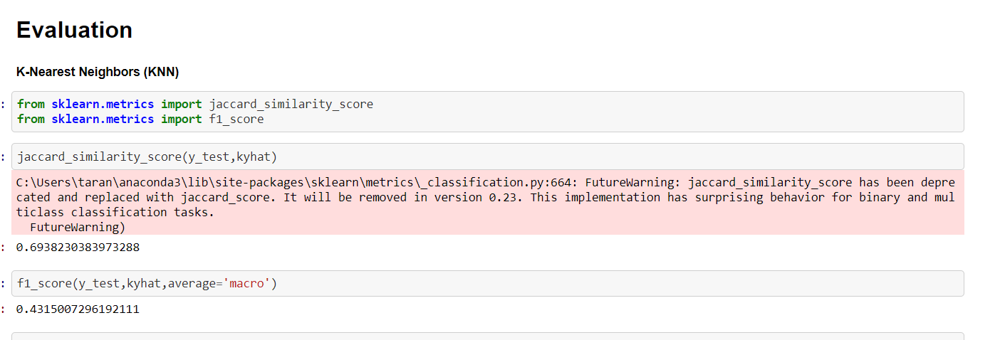 Evaluation
K-Nearest Neighbors (KNN)
: from sklearn.metrics import jaccard_similarity_score
from sklearn.metrics import f1_score
: jaccard_similarity_score(y_test,kyhat)
C:\Users\taran\anaconda3\lib\site-packages\sklearn\metrics\_classification.py:664: FutureWarning: jaccard_similarity_score has been depre
cated and replaced with jaccard_score. It will be removed in version 0.23. This implementation has surprising behavior for binary and mul
ticlass classification tasks.
  FutureWarning)
: 0.6938230383973288
: f1_score(y_test,kyhat,average='macro')
: 0.4315007296192111